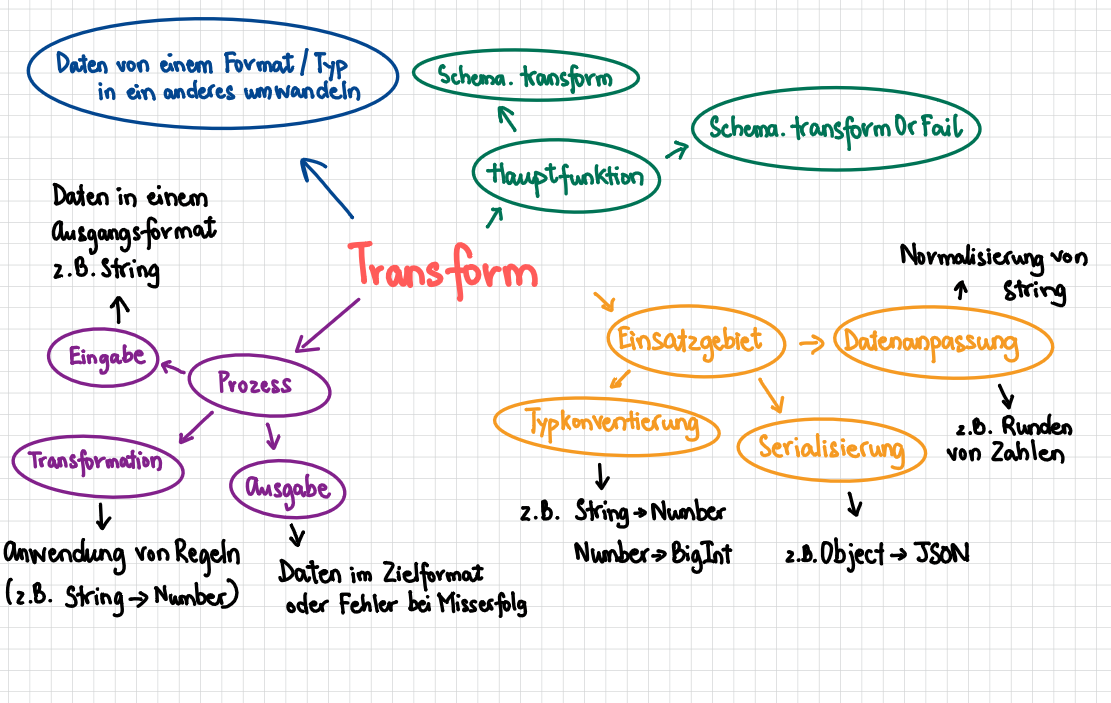 Daten von einem Format / Typ
in ein anderes umwandeln
Schema. transform
Schema. transform Or Fail
Hauptfunktion
Daten in einem
Ausgangsformat
z.B. String
Transform
Normalisierung von
String
Einsatzgebiet
Datenanpassung
Eingabe
Prozess
Typkonvertierung
z.B. Runden
von Zahlen
Serialisierung
Transformation
Ausgabe
z.B. String → Number
Number → BigInt
z.B. Object → JSON
Anwendung von Regeln
(z.B. String → Number)
Daten im Zielformat
oder Fehler bei Misserfolg